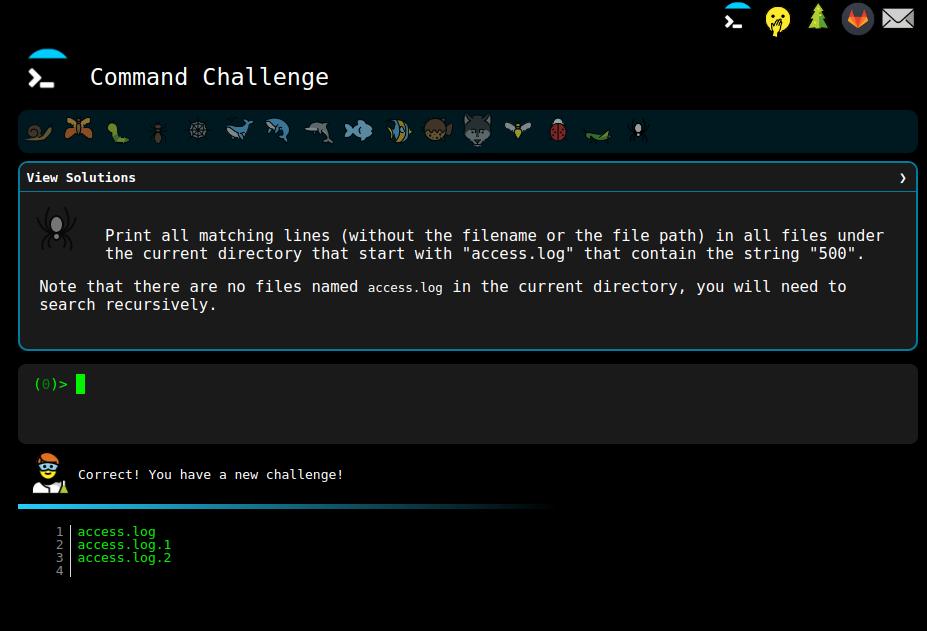 Command Challenge
View Solutions ❯
Print all matching lines (without the filename or the file path) in all files under
the current directory that start with "access.log" that contain the string "500".
Note that there are no files named access.log in the current directory, you will need to
search recursively.
(0)>
Correct! You have a new challenge!
1 access.log
2 access.log.1
3 access.log.2
4